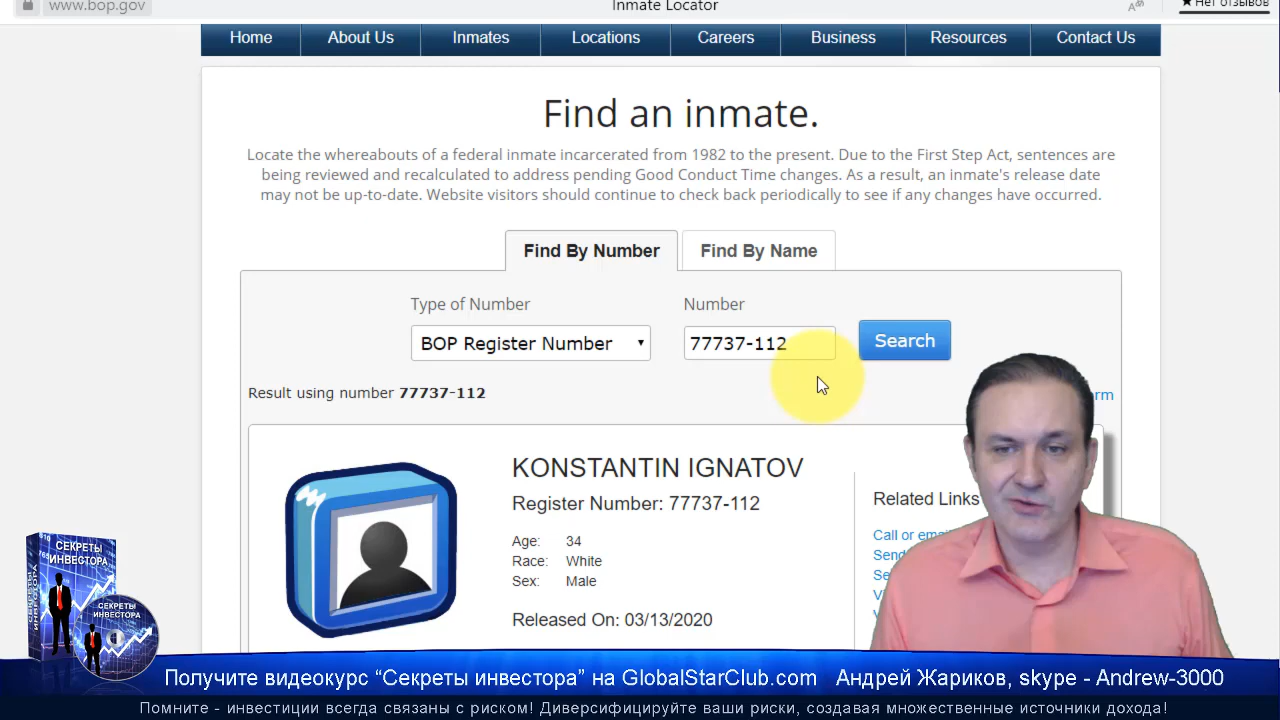 www.bop.gov
Inmate Locator
★ Нет отзывов
Home About Us Inmates Locations Careers Business Resources Contact Us
Find an inmate.
Locate the whereabouts of a federal inmate incarcerated from 1982 to the present. Due to the First Step Act, sentences are
being reviewed and recalculated to address pending Good Conduct Time changes. As a result, an inmate's release date
may not be up-to-date. Website visitors should continue to check back periodically to see if any changes have occurred.
Find By Number Find By Name
Type of Number Number
BOP Register Number 77737-112 Search
Result using number 77737-112
KONSTANTIN IGNATOV
Register Number: 77737-112
Age: 34
Race: White
Sex: Male
Released On: 03/13/2020
Related Links
Call or
СЕКРЕТЫ
ИНВЕСТОРА
СЕКРЕТЫ
ИНВЕСТОРА
Получите видеокурс “Секреты инвестора” на GlobalStarClub.com Андрей Жариков, skype - Andrew-3000
Помните - инвестиции всегда связаны с риском! Диверсифицируйте ваши риски, создавая множественные источники дохода!